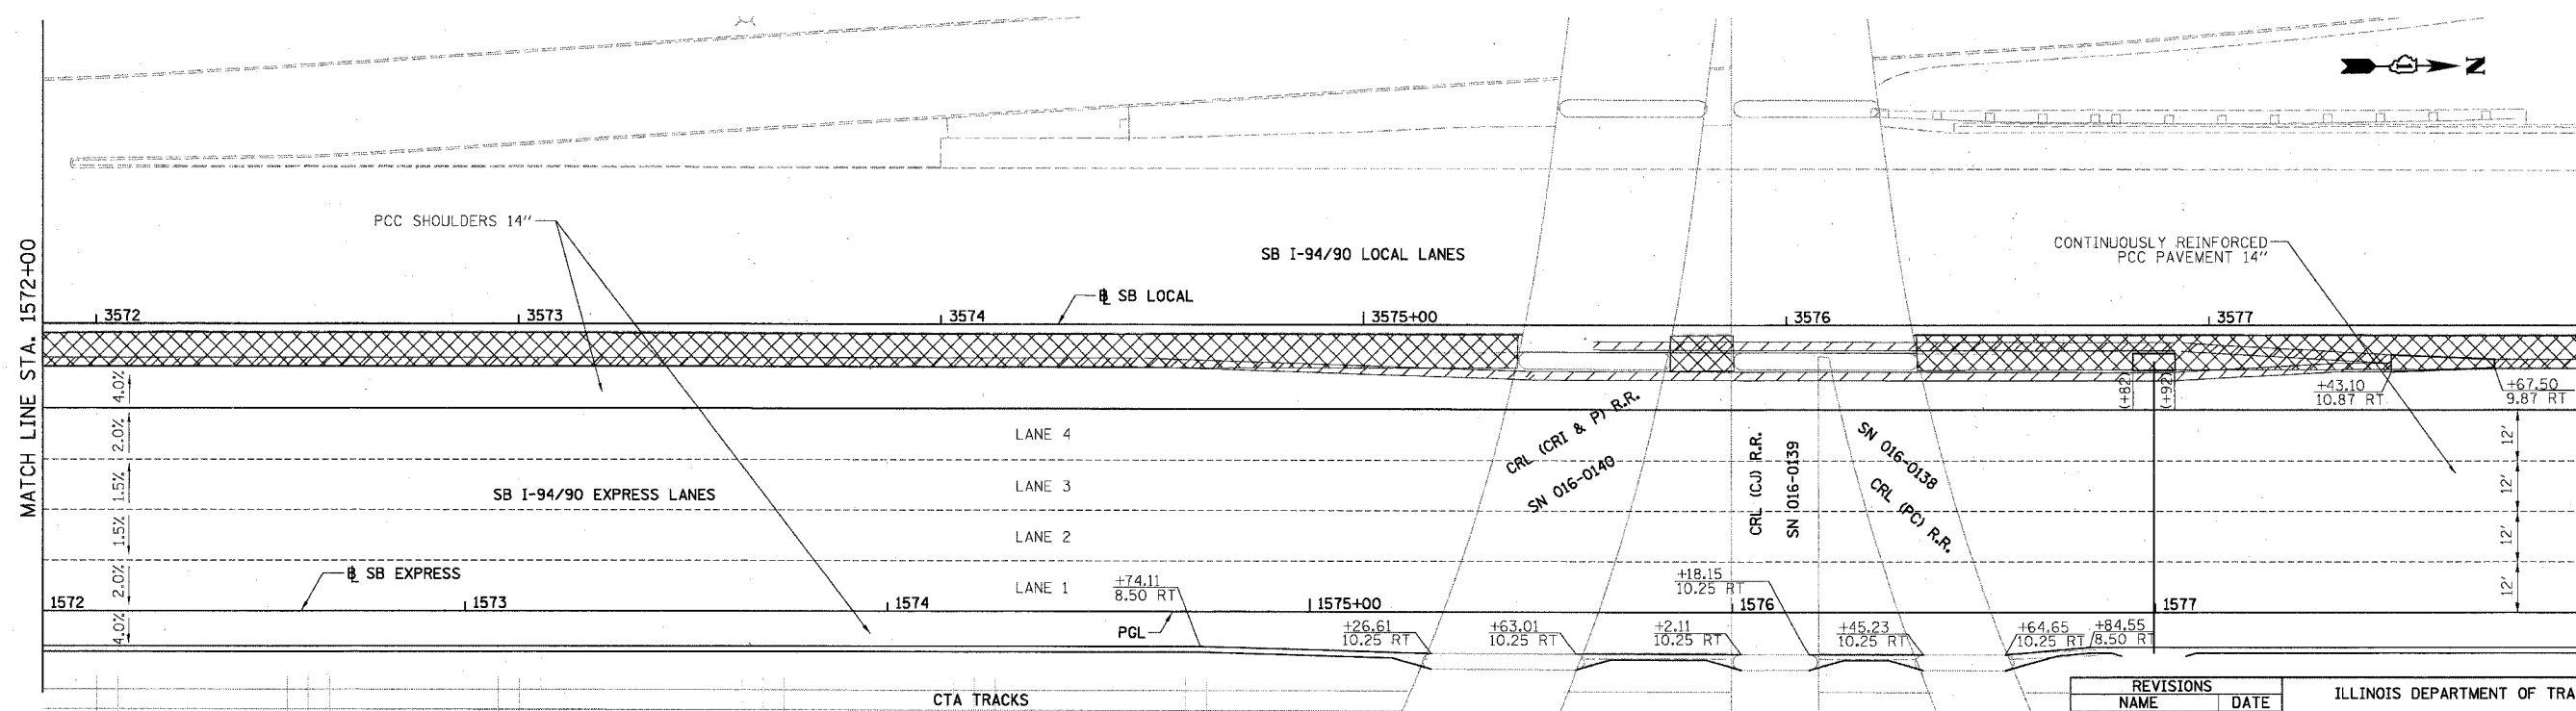 N
MATCH LINE STA. 1572+00
PCC SHOULDERS 14"
SB I-94/90 LOCAL LANES
CONTINUOUSLY REINFORCED
PCC PAVEMENT 14"
SB LOCAL
3572
3573
3574
3575+00
3576
3577
4.0%
2.0%
1.5%
1.5%
2.0%
4.0%
(+82)
(+92)
+43.10
10.87 RT
+67.50
9.87 RT
LANE 4
LANE 3
LANE 2
LANE 1
SB I-94/90 EXPRESS LANES
CRL (CRI & P) R.R.
SN 016-0140
CRL (CJ) R.R.
SN 016-0139
SN 016-0138
CRL (PC) R.R.
12'
12'
12'
12'
SB EXPRESS
+74.11
8.50 RT
+18.15
10.25 RT
1572
1573
1574
1575+00
1576
1577
PGL
+26.61
10.25 RT
+63.01
10.25 RT
+2.11
10.25 RT
+45.23
10.25 RT
+64.65
10.25 RT
+84.55
8.50 RT
CTA TRACKS
REVISIONS
NAME DATE
ILLINOIS DEPARTMENT OF TRA